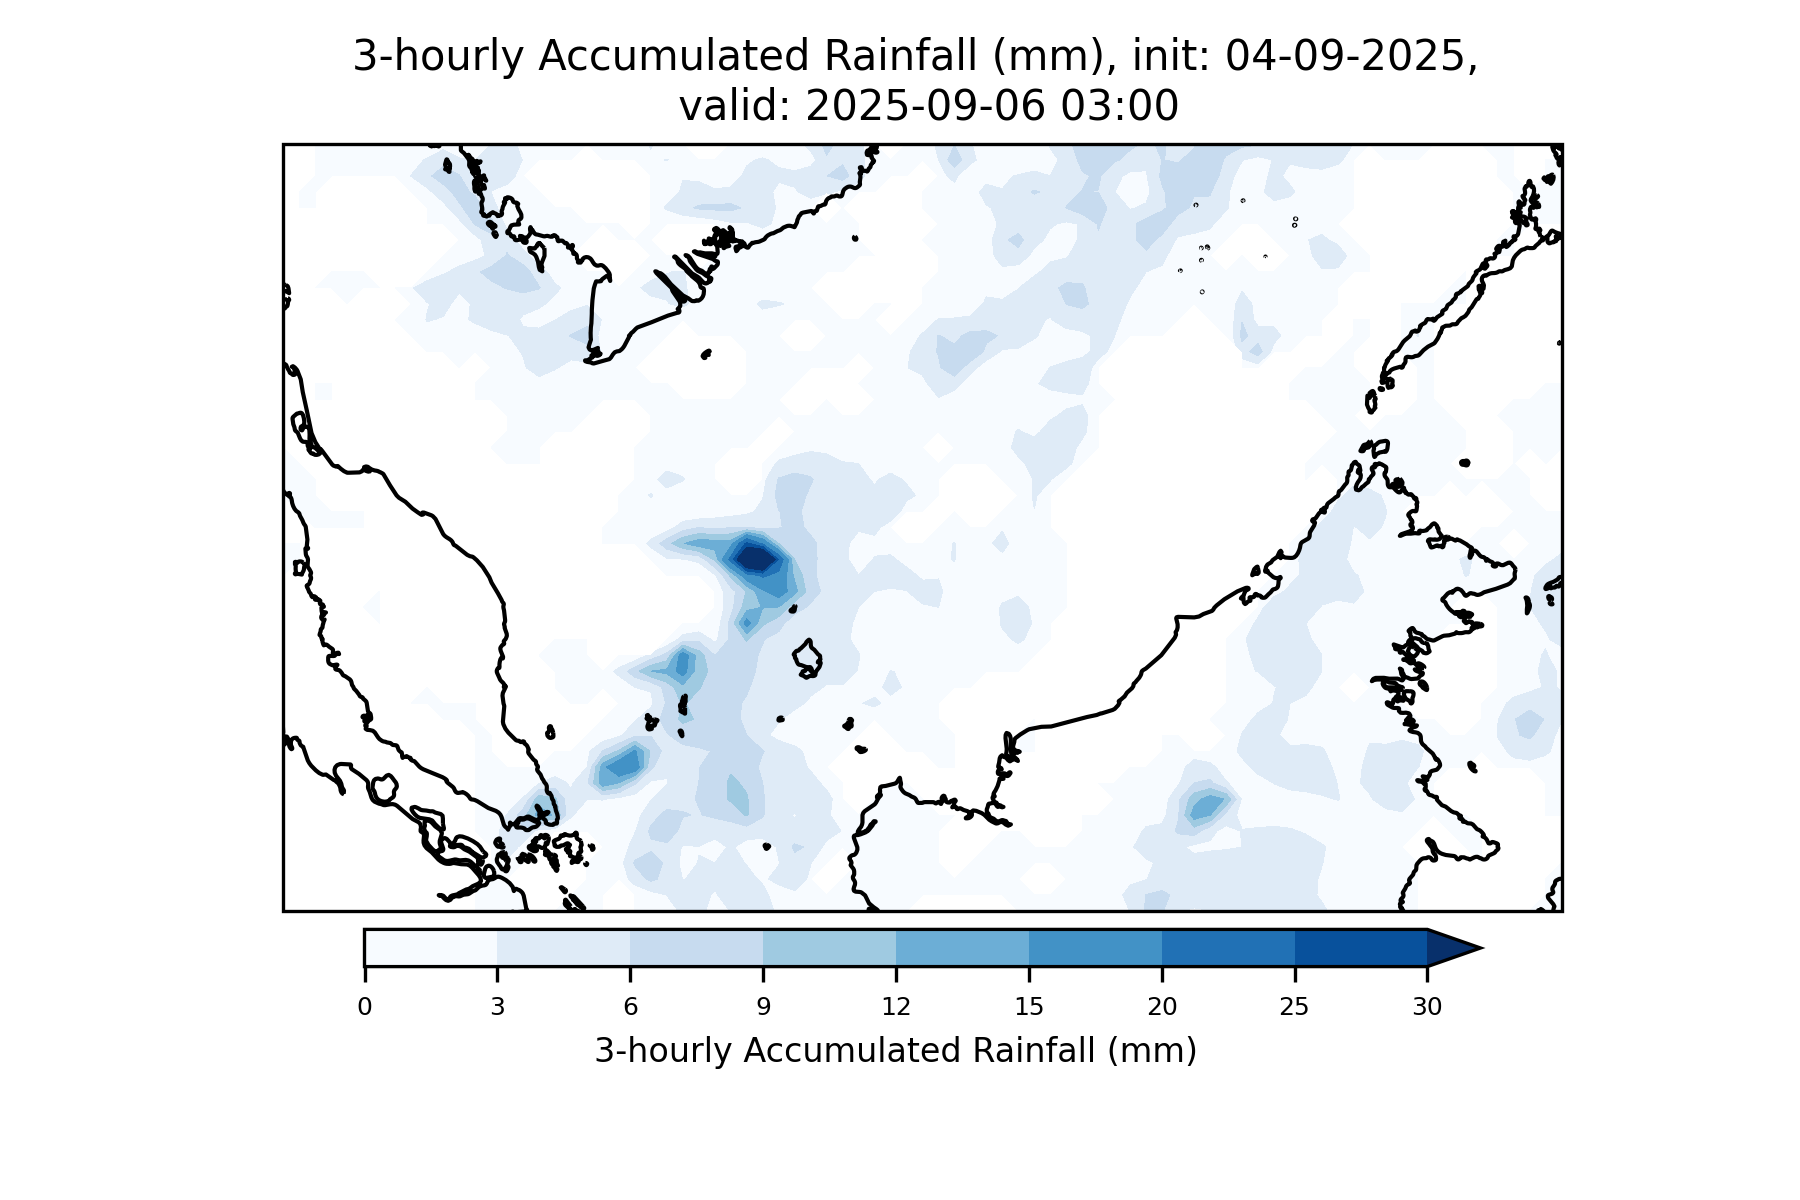 3-hourly Accumulated Rainfall (mm), init: 04-09-2025,
valid: 2025-09-06 03:00
0 3 6 9 12 15 20 25 30
3-hourly Accumulated Rainfall (mm)